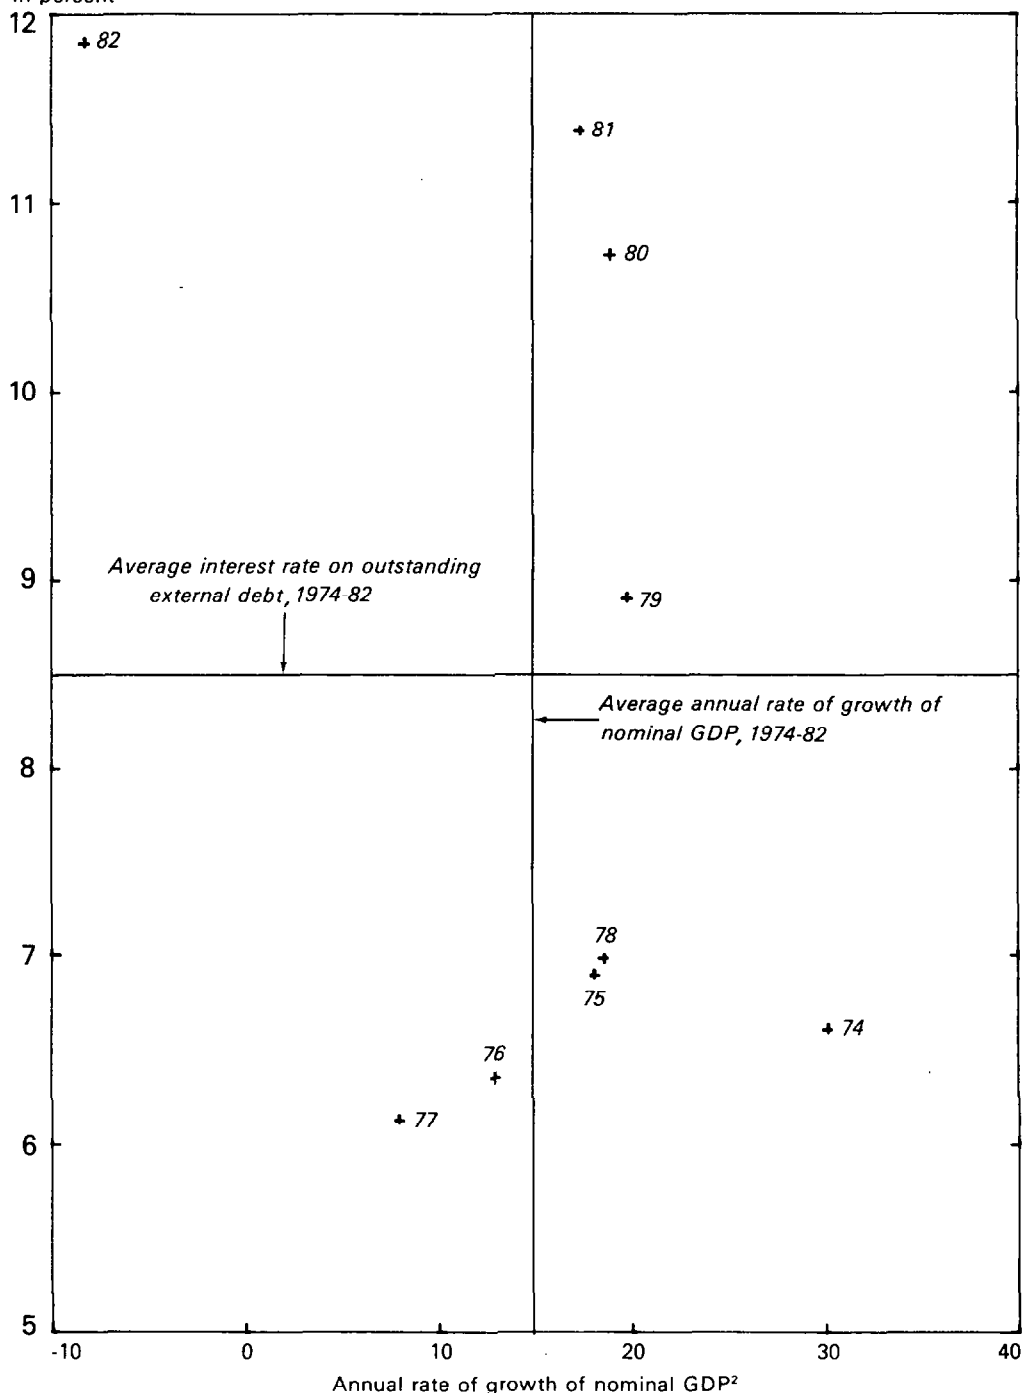 In percent
12
82
81
11
80
10
Average interest rate on outstanding
external debt, 1974-82
9
79
Average annual rate of growth of
nominal GDP, 1974-82
8
78
7
75
74
76
77
6
5
-10 0 10 20 30 40
Annual rate of growth of nominal GDP²